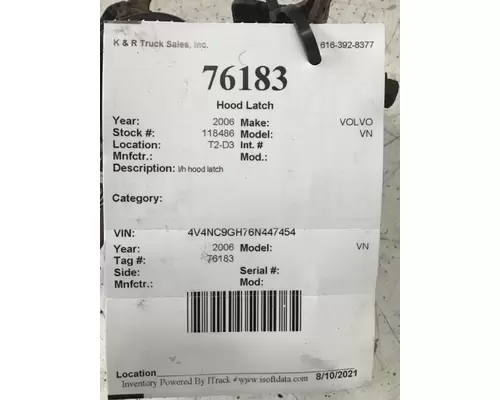 K & R Truck Sales, Inc. 616-392-8377
76183
Hood Latch
Year: 2006 Make: VOLVO
Stock #: 118486 Model: VN
Location: T2-D3 Int. #
Mnfctr.: Mod.:
Description: l/h hood latch
Category:
VIN: 4V4NC9GH76N447454
Year: 2006 Model: VN
Tag #: 76183
Side: Serial #:
Mnfctr.: Mod:
Location
Inventory Powered By ITrack #www.isoftdata.com 8/10/2021